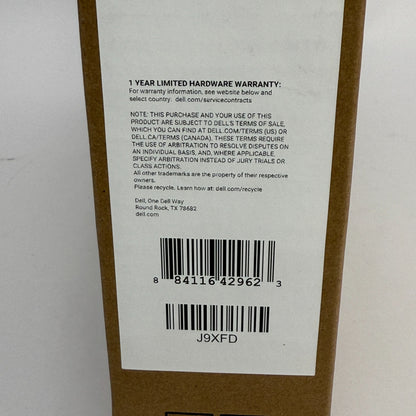 1 YEAR LIMITED HARDWARE WARRANTY:
For warranty information, see website below and
select country: dell.com/servicecontracts
NOTE: THIS PURCHASE AND YOUR USE OF THIS
PRODUCT ARE SUBJECT TO DELL'S TERMS OF SALE,
WHICH YOU CAN FIND AT DELL.COM/TERMS (US) OR
DELL.CA/TERMS (CANADA). THESE TERMS REQUIRE
THE USE OF ARBITRATION TO RESOLVE DISPUTES ON
AN INDIVIDUAL BASIS, AND, WHERE APPLICABLE,
SPECIFY ARBITRATION INSTEAD OF JURY TRIALS OR
CLASS ACTIONS.
All other trademarks are the property of their respective
owners.
Please recycle. Learn how at: dell.com/recycle
Dell, One Dell Way
Round Rock, TX 78682
dell.com
8 84116 42962 3
J9XFD